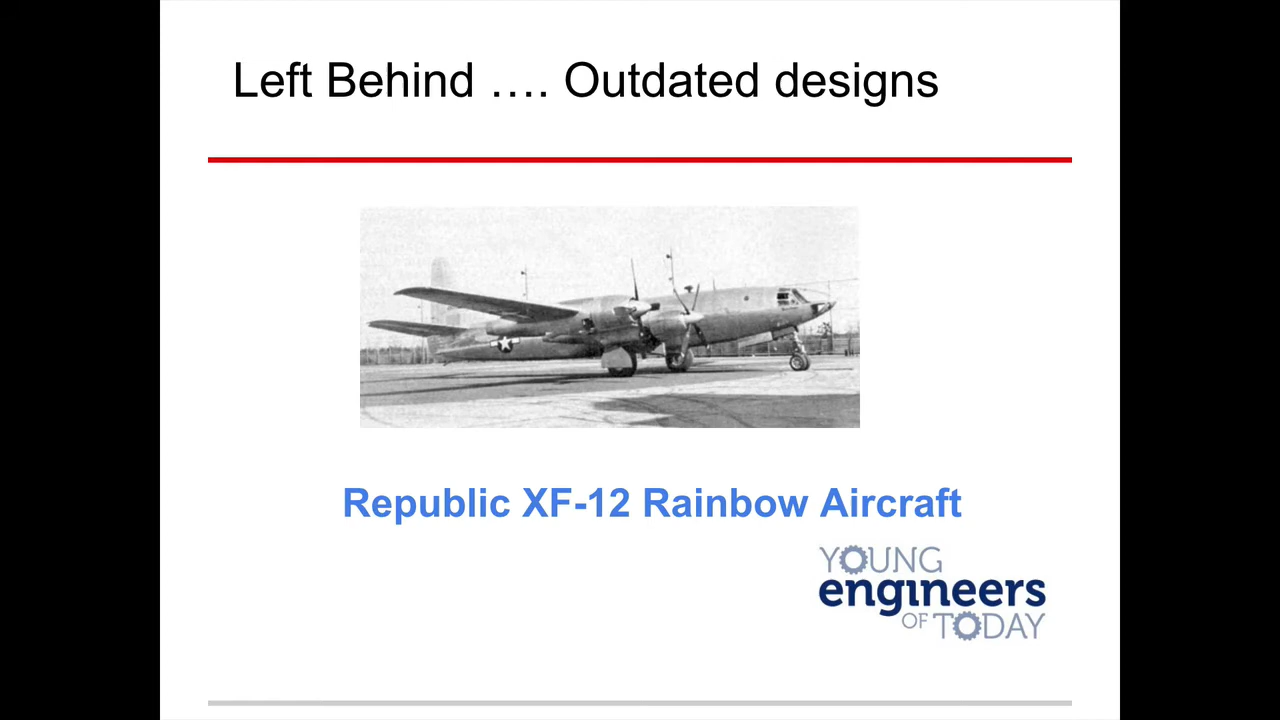 Left Behind …. Outdated designs
Republic XF-12 Rainbow Aircraft
YOUNG
engineers
OF TODAY